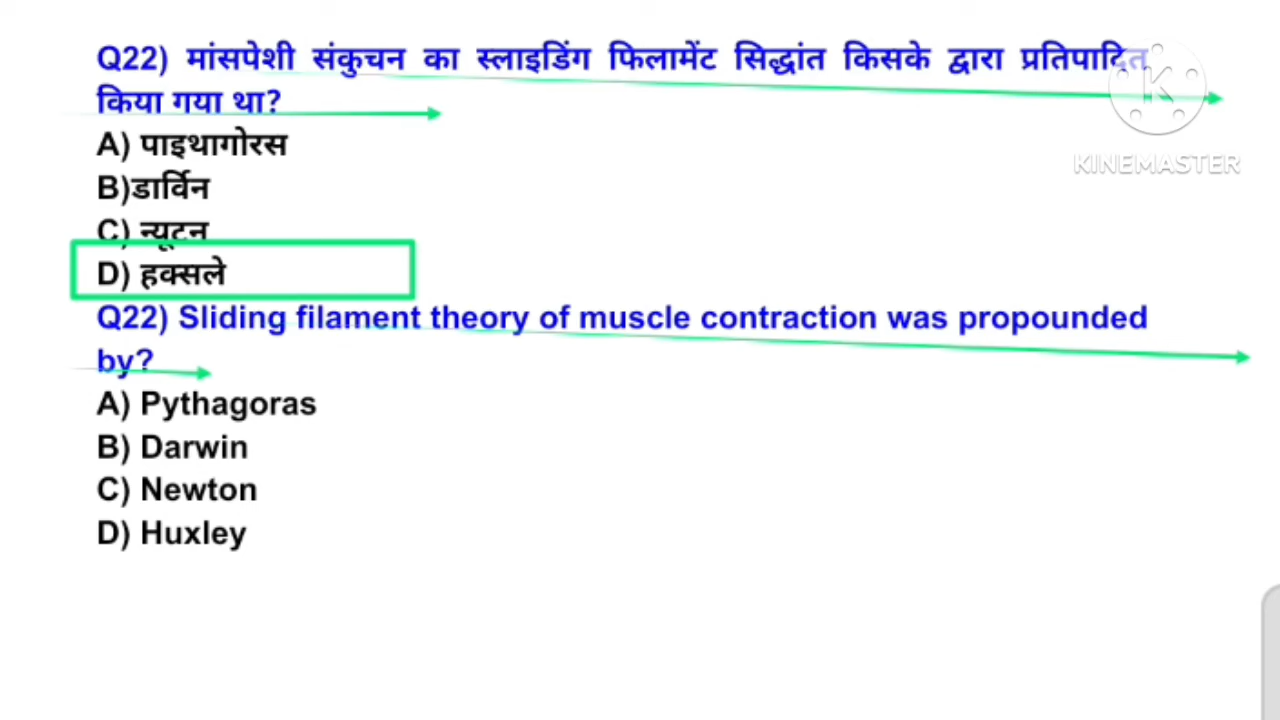 Q22) मांसपेशी संकुचन का स्लाइडिंग फिलामेंट सिद्धांत किसके द्वारा प्रतिपादित
किया गया था?
A) पाइथागोरस
B)डार्विन
C) न्यूटन
D) हक्सले
Q22) Sliding filament theory of muscle contraction was propounded
by?
A) Pythagoras
B) Darwin
C) Newton
D) Huxley
K
KINEMASTER